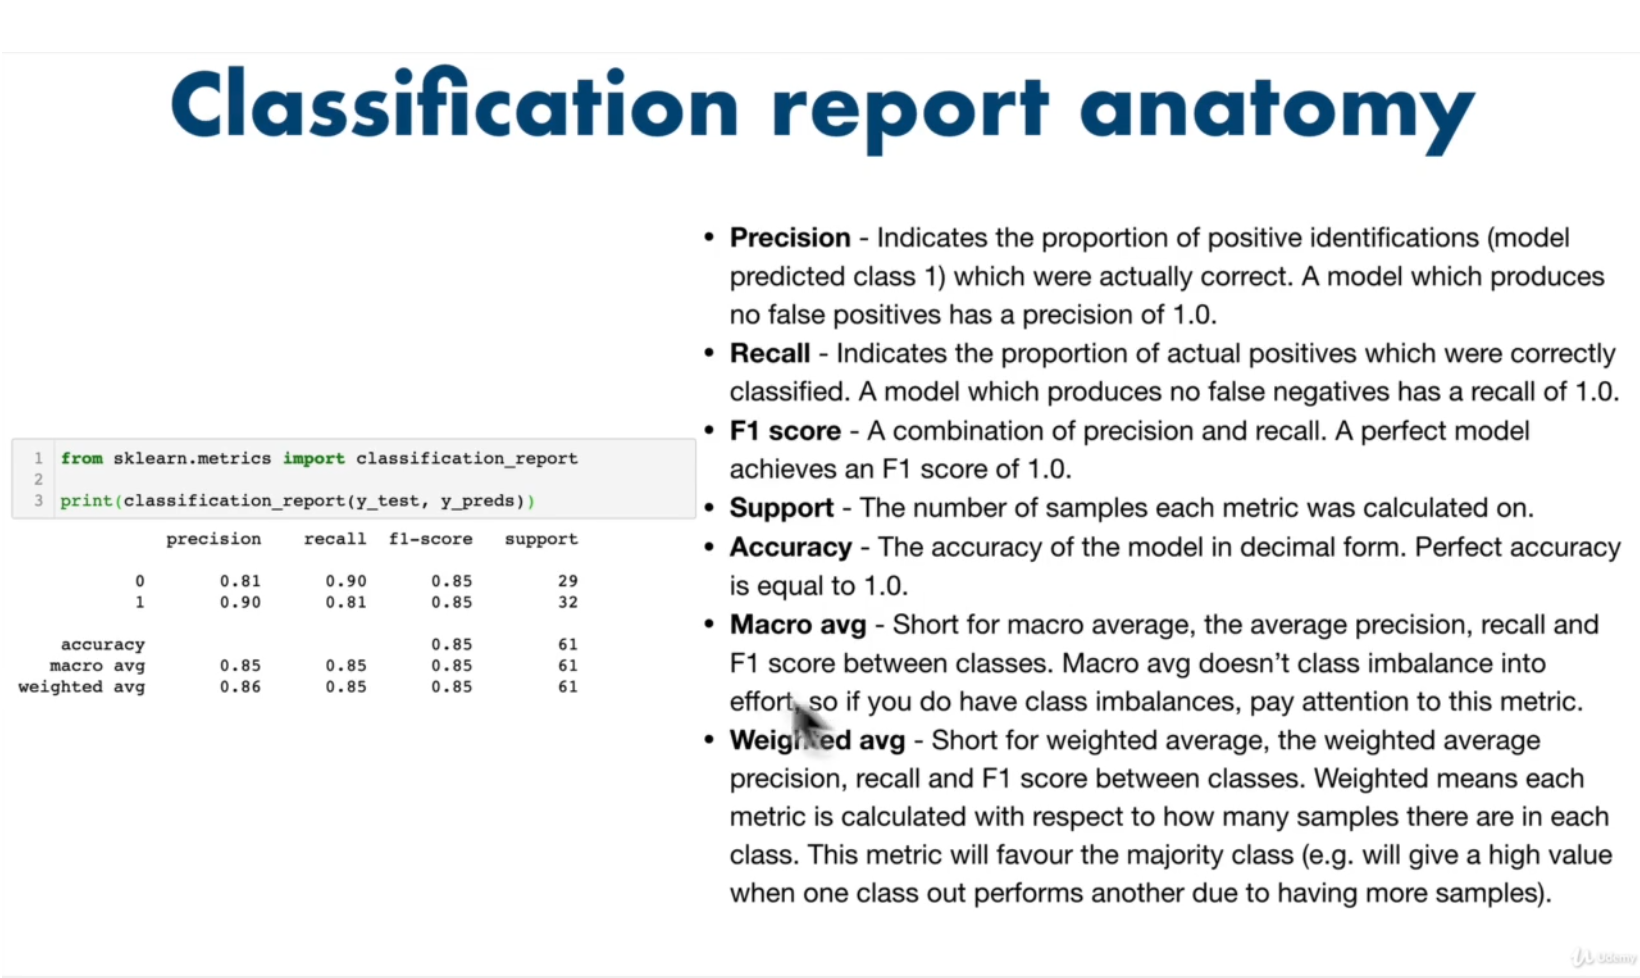 Classification report anatomy
• Precision - Indicates the proportion of positive identifications (model
predicted class 1) which were actually correct. A model which produces
no false positives has a precision of 1.0.
• Recall - Indicates the proportion of actual positives which were correctly
classified. A model which produces no false negatives has a recall of 1.0.
• F1 score - A combination of precision and recall. A perfect model
achieves an F1 score of 1.0.
• Support - The number of samples each metric was calculated on.
• Accuracy - The accuracy of the model in decimal form. Perfect accuracy
is equal to 1.0.
• Macro avg - Short for macro average, the average precision, recall and
F1 score between classes. Macro avg doesn't class imbalance into
effort, so if you do have class imbalances, pay attention to this metric.
• Weighted avg - Short for weighted average, the weighted average
precision, recall and F1 score between classes. Weighted means each
metric is calculated with respect to how many samples there are in each
class. This metric will favour the majority class (e.g. will give a high value
when one class out performs another due to having more samples).
1 from sklearn.metrics import classification_report
2
3 print(classification_report(y_test, y_preds))
precision recall f1-score support
0 0.81 0.90 0.85 29
1 0.90 0.81 0.85 32
accuracy 0.85 61
macro avg 0.85 0.85 0.85 61
weighted avg 0.86 0.85 0.85 61
Udemy